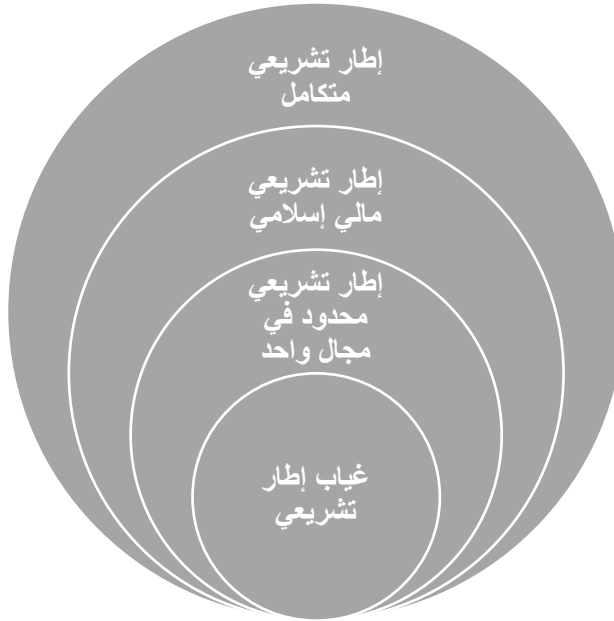 إطار تشريعي
متكامل
إطار تشريعي
مالي إسلامي
إطار تشريعي
محدود في
مجال واحد
غياب إطار
تشريعي